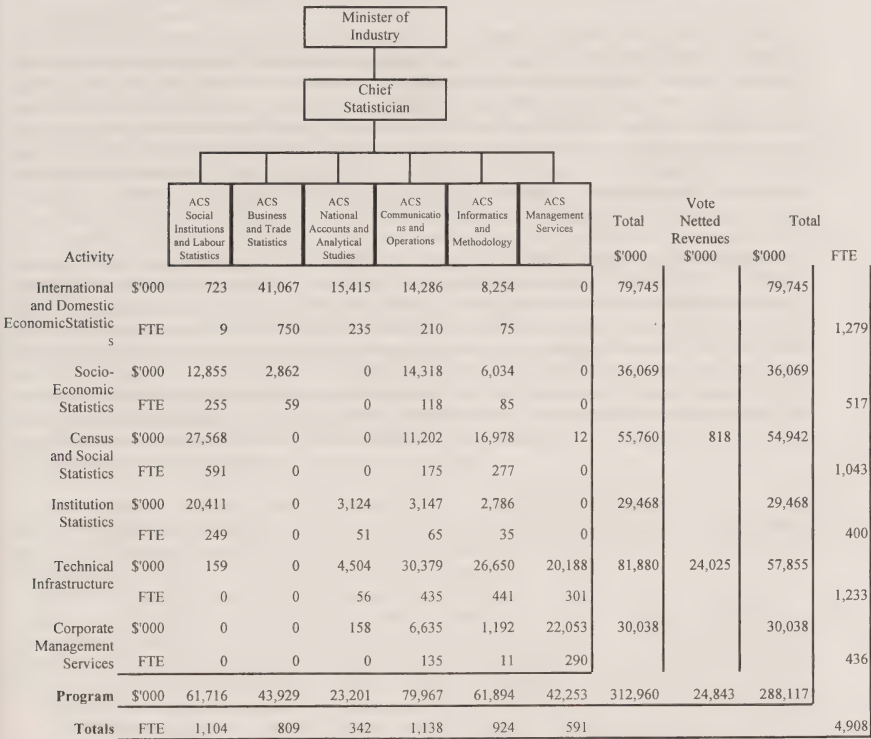 Minister of
Industry
Chief
Statistician
ACS Social Institutions and Labour Statistics
ACS Business and Trade Statistics
ACS National Accounts and Analytical Studies
ACS Communicatio ns and Operations
ACS Informatics and Methodology
ACS Management Services
Total
Vote Netted Revenues
Total
Activity $'000 $'000 $'000 FTE
International $'000 723 41,067 15,415 14,286 8,254 0 79,745 79,745
and Domestic
EconomicStatistic FTE 9 750 235 210 75 1,279
s
Socio- $'000 12,855 2,862 0 14,318 6,034 0 36,069 36,069
Economic
Statistics FTE 255 59 0 118 85 0 517
Census $'000 27,568 0 0 11,202 16,978 12 55,760 818 54,942
and Social
Statistics FTE 591 0 0 175 277 0 1,043
Institution $'000 20,411 0 3,124 3,147 2,786 0 29,468 29,468
Statistics
FTE 249 0 51 65 35 0 400
Technical $'000 159 0 4,504 30,379 26,650 20,188 81,880 24,025 57,855
Infrastructure
FTE 0 0 56 435 441 301 1,233
Corporate $'000 0 0 158 6,635 1,192 22,053 30,038 30,038
Management
Services FTE 0 0 0 135 11 290 436
Program $'000 61,716 43,929 23,201 79,967 61,894 42,253 312,960 24,843 288,117
Totals FTE 1,104 809 342 1,138 924 591 4,908